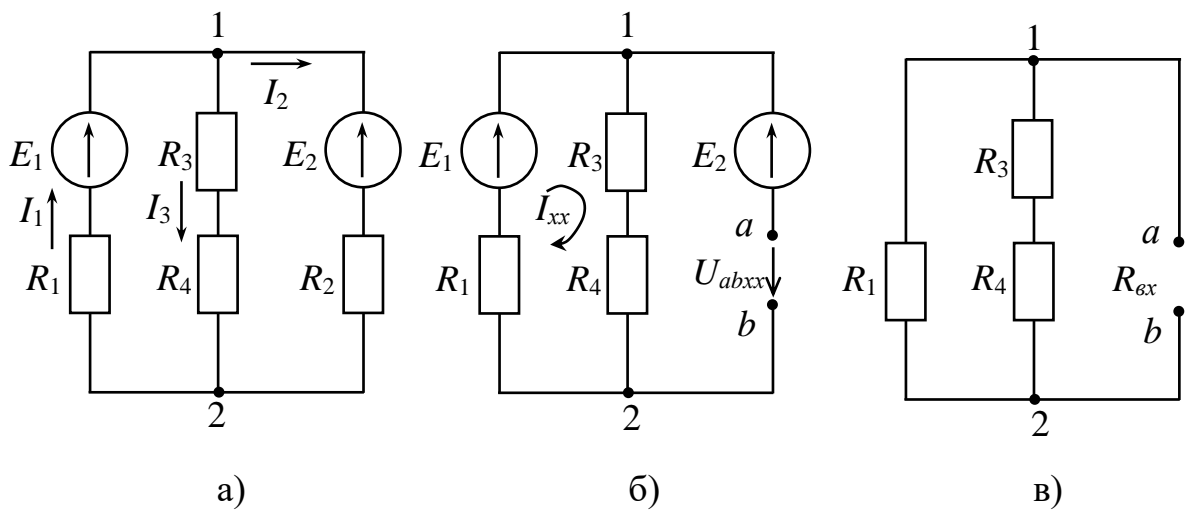 1
E₁
R₃
I₂
E₂
I₁
I₃
R₁
R₄
R₂
2
а)
1
E₁
R₃
E₂
Iₓₓ
a
R₁
R₄
Uabxx
b
2
б)
1
R₃
a
R₁
R₄
Rвх
b
2
в)